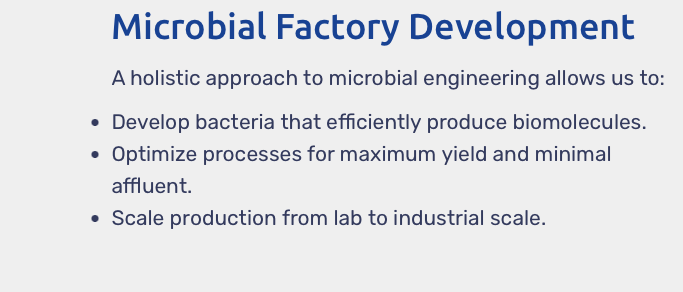 Microbial Factory Development
A holistic approach to microbial engineering allows us to:
• Develop bacteria that efficiently produce biomolecules.
• Optimize processes for maximum yield and minimal
affluent.
• Scale production from lab to industrial scale.